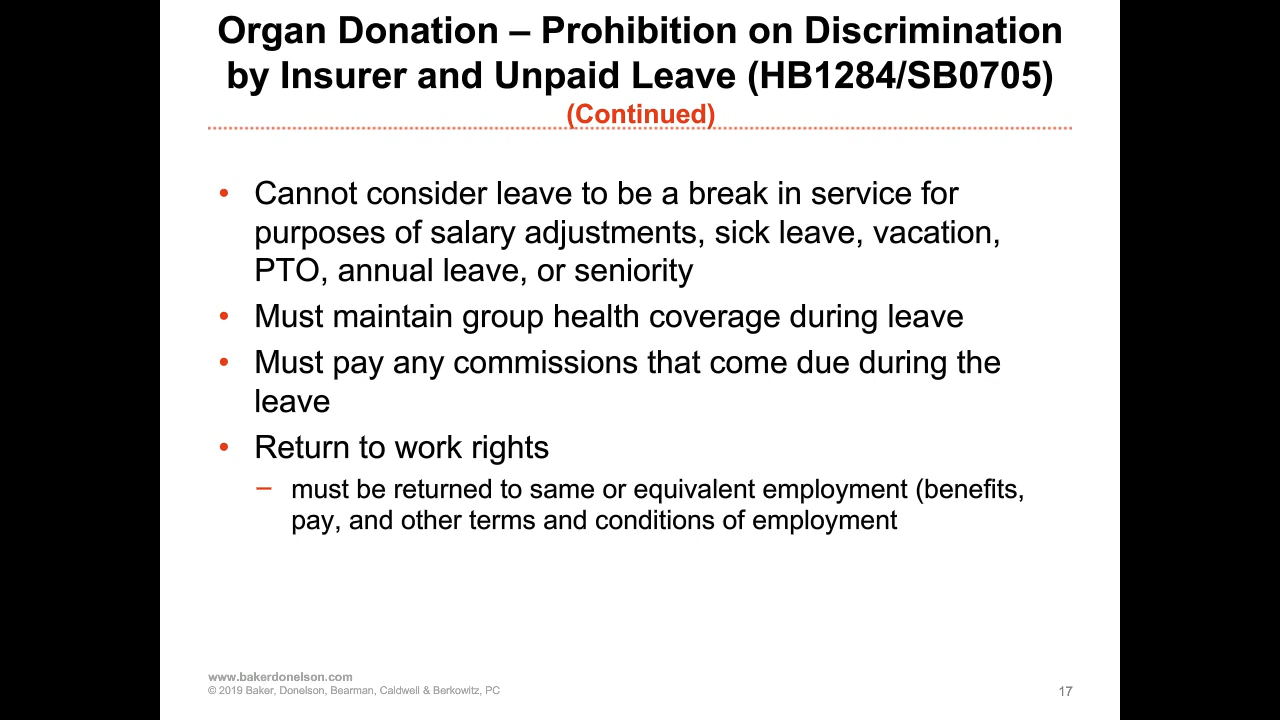 Organ Donation – Prohibition on Discrimination
by Insurer and Unpaid Leave (HB1284/SB0705)
(Continued)
• Cannot consider leave to be a break in service for
purposes of salary adjustments, sick leave, vacation,
PTO, annual leave, or seniority
• Must maintain group health coverage during leave
• Must pay any commissions that come due during the
leave
• Return to work rights
– must be returned to same or equivalent employment (benefits,
pay, and other terms and conditions of employment
www.bakerdonelson.com
© 2019 Baker, Donelson, Bearman, Caldwell & Berkowitz, PC
17